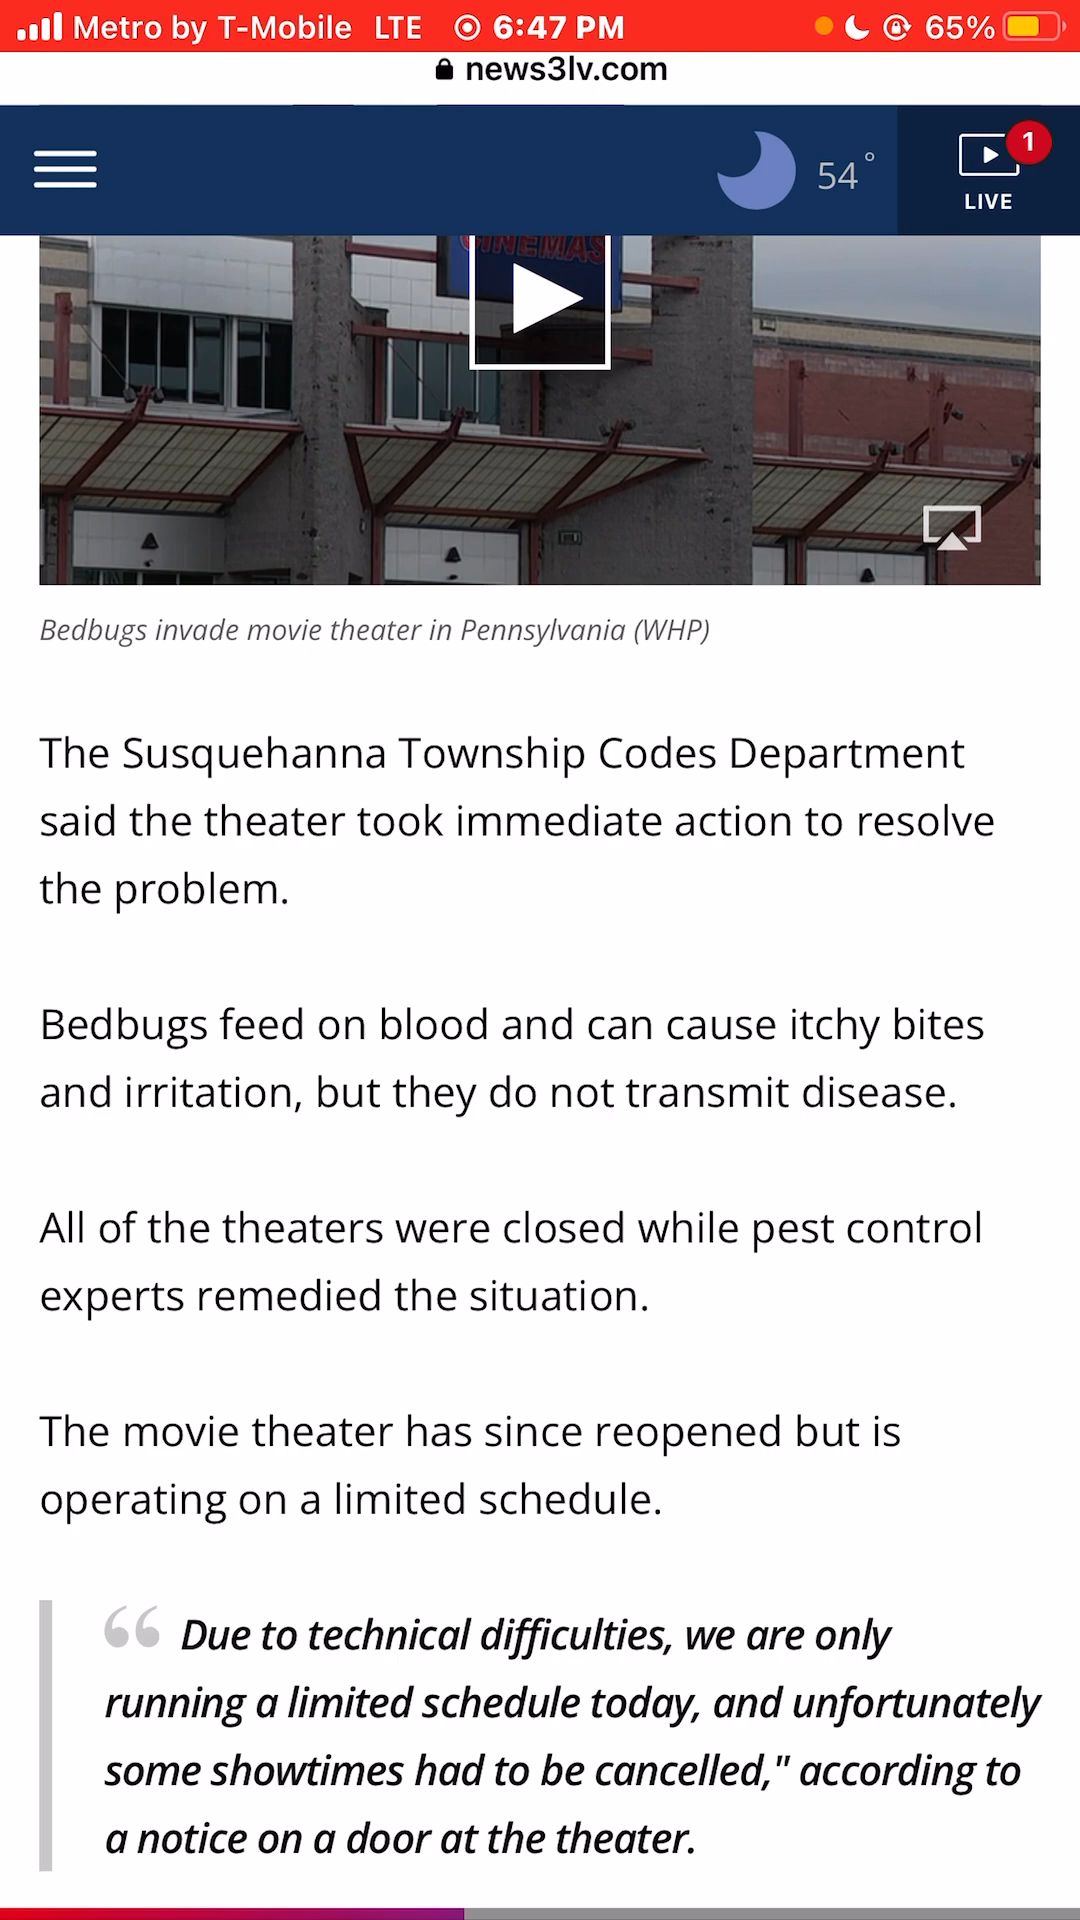 Metro by T-Mobile LTE 6:47 PM 65%
news3lv.com
54°
1
LIVE
CINEMAS
Bedbugs invade movie theater in Pennsylvania (WHP)
The Susquehanna Township Codes Department
said the theater took immediate action to resolve
the problem.
Bedbugs feed on blood and can cause itchy bites
and irritation, but they do not transmit disease.
All of the theaters were closed while pest control
experts remedied the situation.
The movie theater has since reopened but is
operating on a limited schedule.
“ Due to technical difficulties, we are only
running a limited schedule today, and unfortunately
some showtimes had to be cancelled," according to
a notice on a door at the theater.